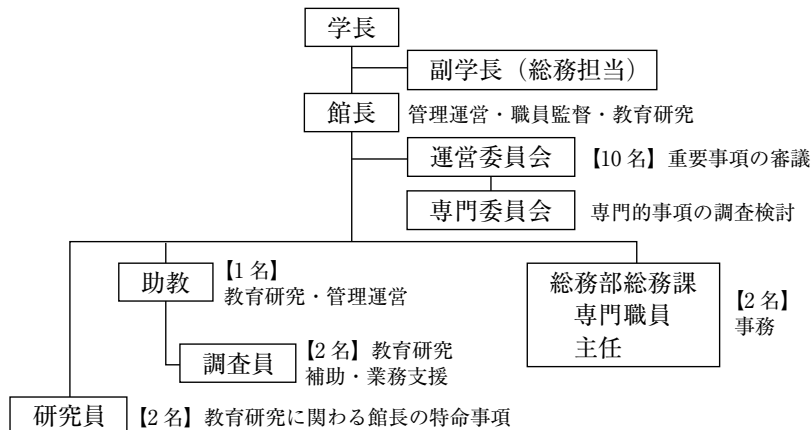 学長
副学長（総務担当）
館長 管理運営・職員監督・教育研究
運営委員会 【10 名】重要事項の審議
専門委員会 専門的事項の調査検討
助教 【1 名】
教育研究・管理運営
総務部総務課
専門職員
主任
【2 名】
事務
調査員 【2 名】教育研究
補助・業務支援
研究員 【2 名】教育研究に関わる館長の特命事項